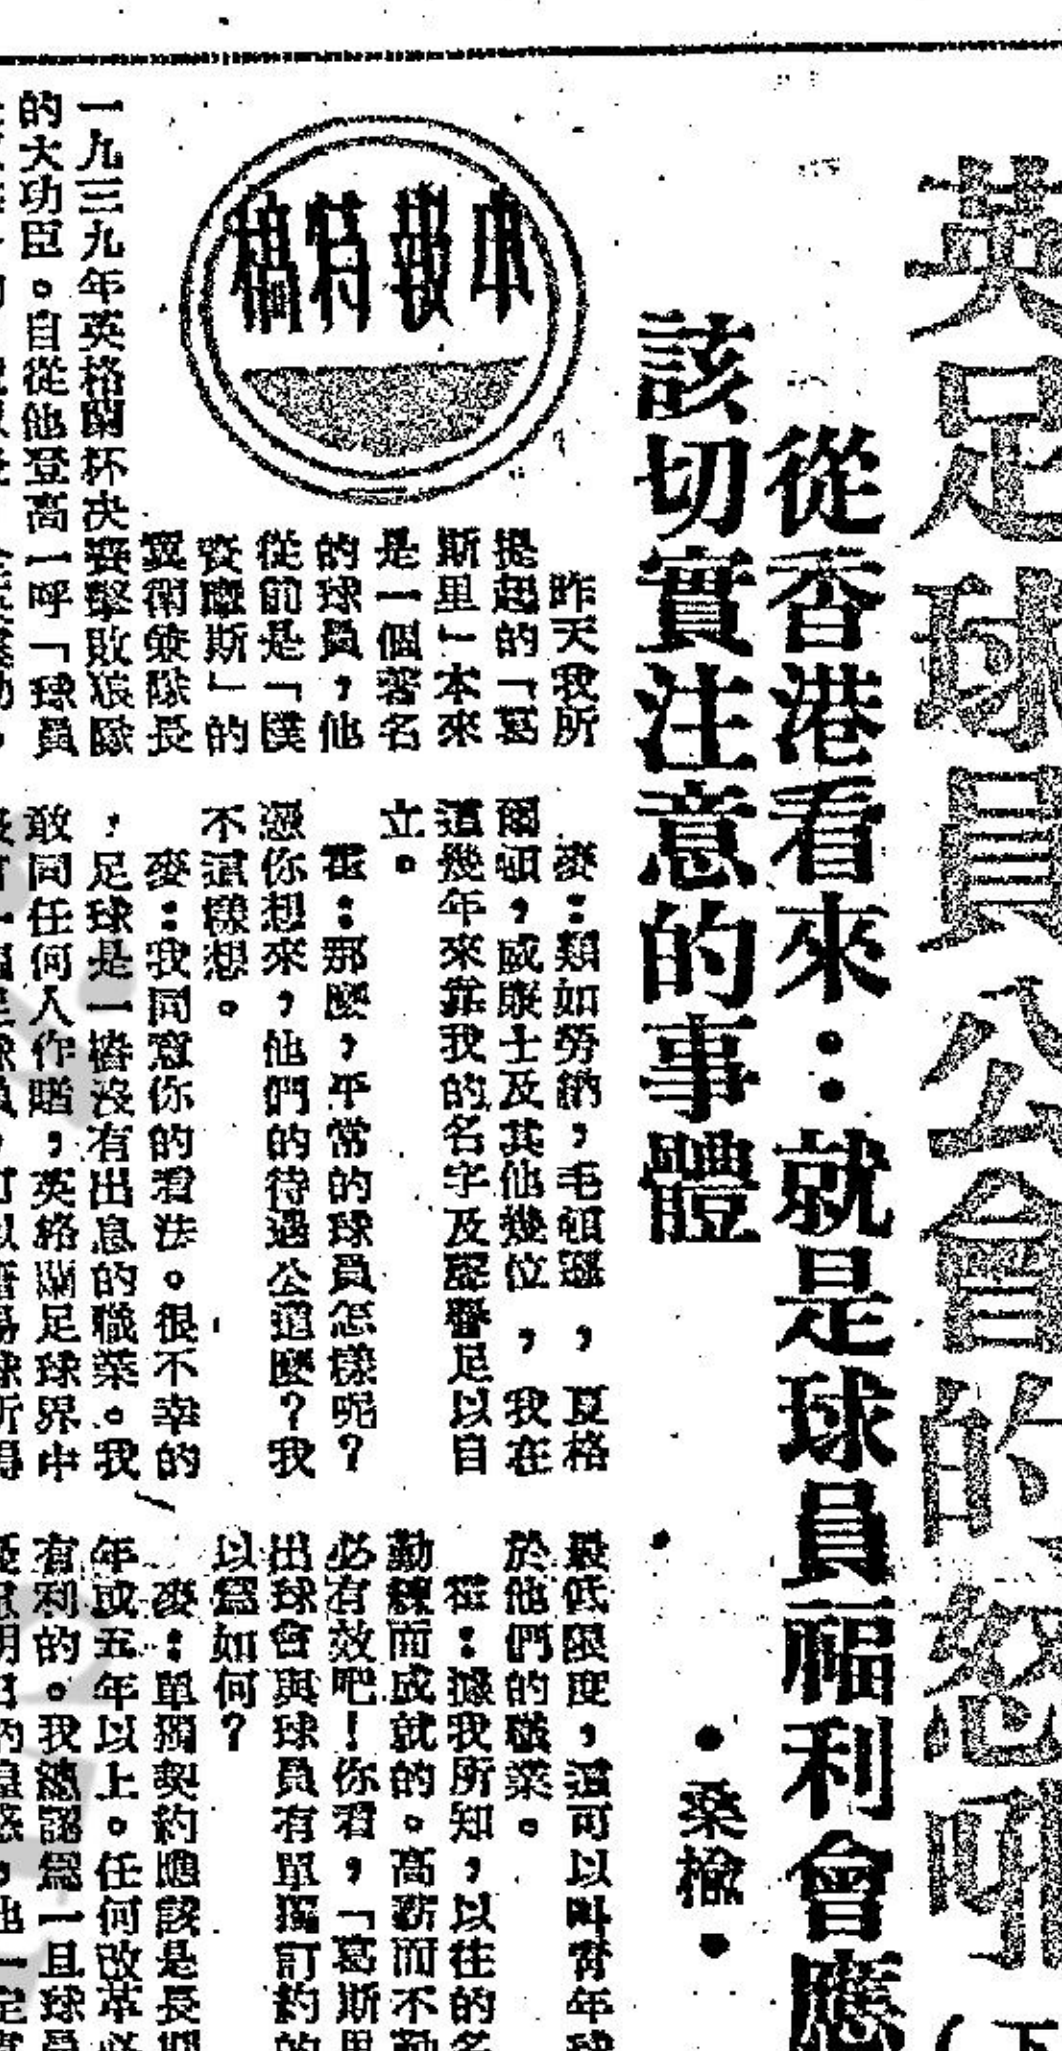 英足球員公會的怒吼(下
從香港看來：就是球員福利會應
該切實注意的事體
・桑榆・
本報特稿
昨天我所
提起的「葛
斯里」本來
是一個著名
的球員，他
從前是「樸
資廳斯」的
翼衛兼隊長
一九三九年英格蘭杯决賽擊敗狼隊
的大功臣。自從他登高一呼「球員
麥：類如勞納，毛頓遜，夏格
爾頓，威廉士及其他幾位，我在
這幾年來靠我的名字及聲譽足以自
立。
霍：那麼，平常的球員怎樣呢？
憑你想來，他們的待遇公道麼？我
不這樣想。
麥：我同意你的看法。很不幸的
，足球是一樁沒有出息的職業。我
敢同任何人作賭，英格蘭足球界中
最低限度，這可以叫靑年球
於他們的職業。
霍：據我所知，以往的名
勤練而成就的。高薪而不勤
必有效吧！你看，「葛斯里
出球會與球員有單獨訂約的
以爲如何？
麥：單獨契約應該是長期
年或五年以上。任何改革必
有利的。我總認爲一旦球員